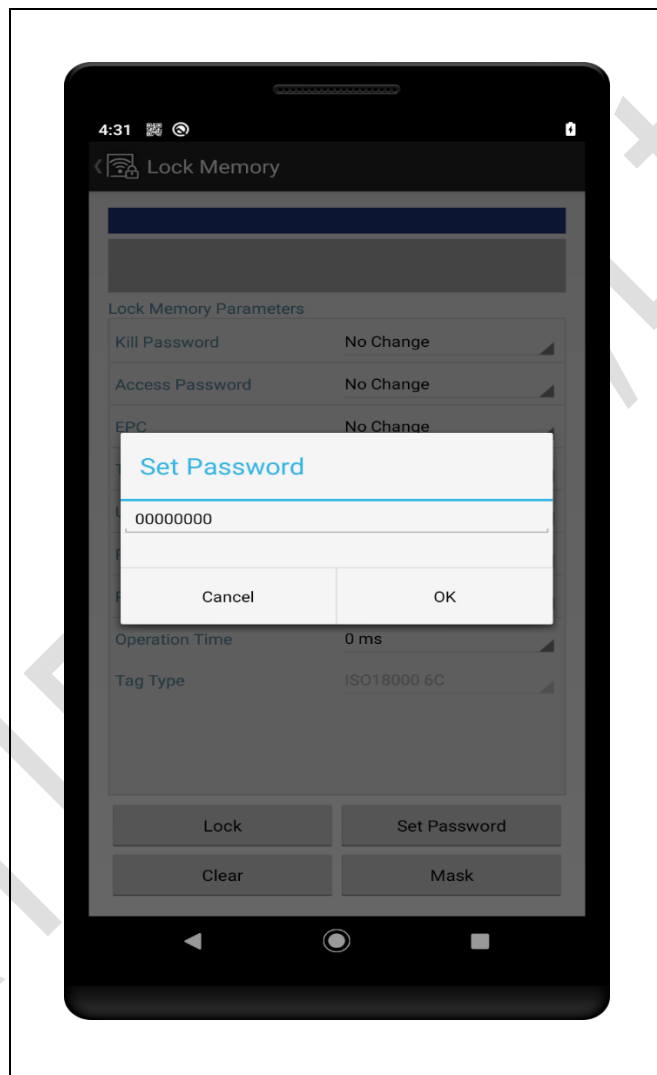 4:31
Lock Memory
Lock Memory Parameters
Kill Password No Change
Access Password No Change
EPC No Change
Set Password
00000000
Cancel OK
Operation Time 0 ms
Tag Type ISO18000 6C
Lock Set Password
Clear Mask